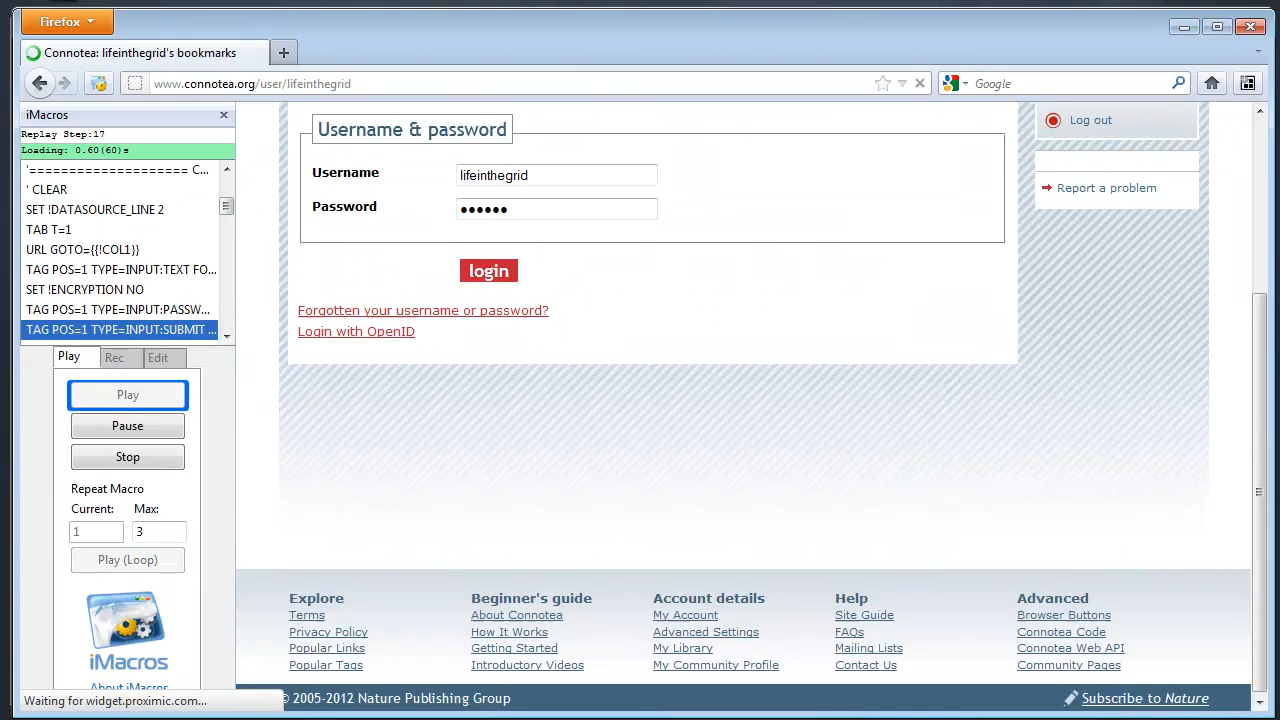 Firefox
Connotea: lifeinthegrid's bookmarks
www.connotea.org/user/lifeinthegrid
Google
iMacros
Replay Step:17
Loading: 0.60(60)s
'==================== C...
' CLEAR
SET !DATASOURCE_LINE 2
TAB T=1
URL GOTO={{!COL1}}
TAG POS=1 TYPE=INPUT:TEXT FO...
SET !ENCRYPTION NO
TAG POS=1 TYPE=INPUT:PASSW...
TAG POS=1 TYPE=INPUT:SUBMIT ...
Play Rec Edit
Play
Pause
Stop
Repeat Macro
Current: Max:
1 3
Play (Loop)
iMacros
About iMacros
Waiting for widget.proximic.com...
Username & password
Username lifeinthegrid
Password ••••••
login
Forgotten your username or password?
Login with OpenID
Log out
Report a problem
Explore
Terms
Privacy Policy
Popular Links
Popular Tags
Beginner's guide
About Connotea
How It Works
Getting Started
Introductory Videos
Account details
My Account
Advanced Settings
My Library
My Community Profile
Help
Site Guide
FAQs
Mailing Lists
Contact Us
Advanced
Browser Buttons
Connotea Code
Connotea Web API
Community Pages
© 2005-2012 Nature Publishing Group
Subscribe to Nature